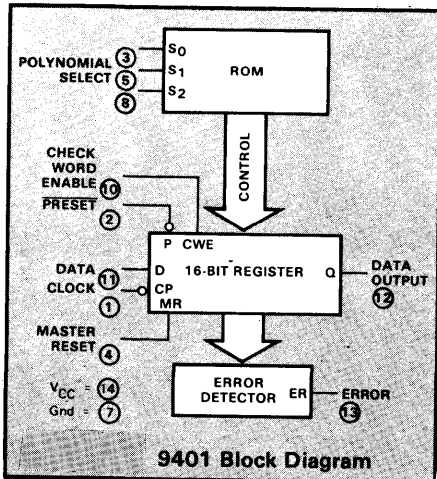 POLYNOMIAL SELECT
③
⑤
⑧
S0
S1
S2
ROM
CONTROL
CHECK
WORD
ENABLE ⑩
PRESET
②
P CWE
DATA ⑪
CLOCK ①
D 16-BIT REGISTER Q
CP
MR
DATA
OUTPUT
⑫
MASTER
RESET ④
VCC = ⑭
Gnd = ⑦
ERROR
DETECTOR
ER
ERROR
⑬
9401 Block Diagram